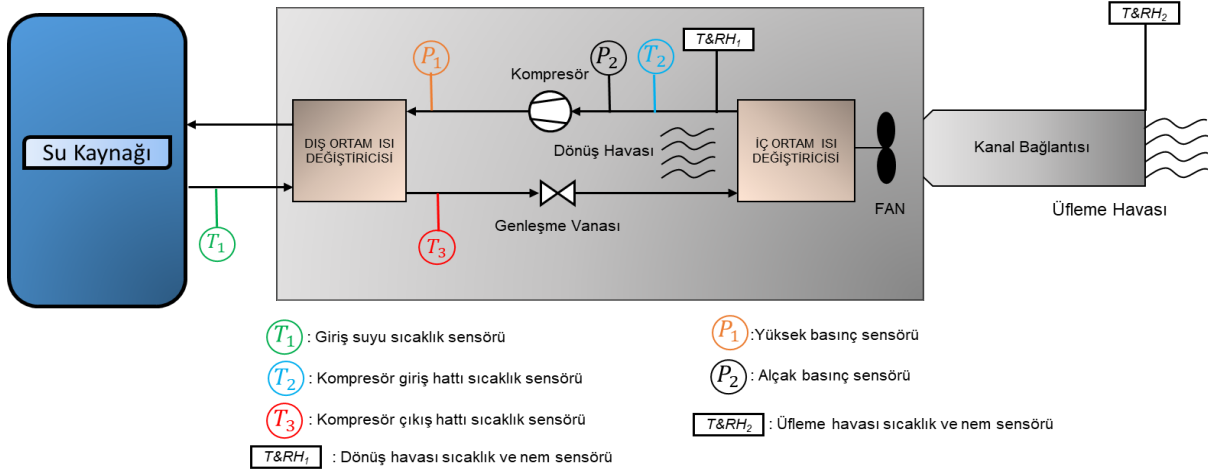 T&RH₂
T&RH₁
P₁
P₂
T₂
Kompresör
Su Kaynağı
DIŞ ORTAM ISI
DEĞİŞTİRİCİSİ
Dönüş Havası
İÇ ORTAM ISI
DEĞİŞTİRİCİSİ
Kanal Bağlantısı
FAN
Üfleme Havası
T₁
T₃
Genleşme Vanası
T₁ : Giriş suyu sıcaklık sensörü
T₂ : Kompresör giriş hattı sıcaklık sensörü
T₃ : Kompresör çıkış hattı sıcaklık sensörü
T&RH₁ : Dönüş havası sıcaklık ve nem sensörü
P₁ :Yüksek basınç sensörü
P₂ : Alçak basınç sensörü
T&RH₂ : Üfleme havası sıcaklık ve nem sensörü